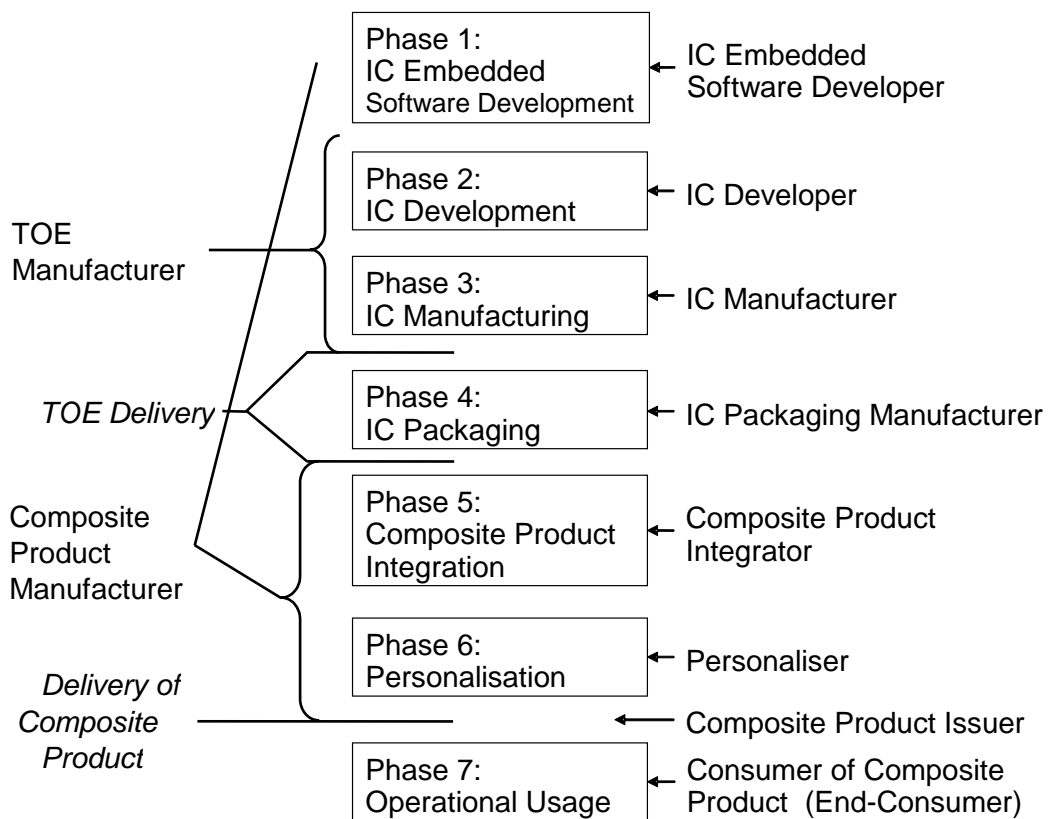 Phase 1:
IC Embedded
Software Development
IC Embedded
Software Developer
Phase 2:
IC Development
IC Developer
TOE
Manufacturer
Phase 3:
IC Manufacturing
IC Manufacturer
TOE Delivery
Phase 4:
IC Packaging
IC Packaging Manufacturer
Composite
Product
Manufacturer
Phase 5:
Composite Product
Integration
Composite Product
Integrator
Phase 6:
Personalisation
Personaliser
Delivery of
Composite
Product
Composite Product Issuer
Phase 7:
Operational Usage
Consumer of Composite
Product (End-Consumer)